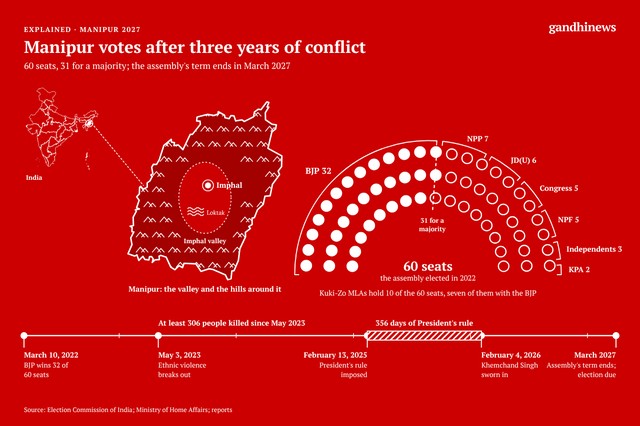 EXPLAINED · MANIPUR 2027
gandhinews
Manipur votes after three years of conflict
60 seats, 31 for a majority; the assembly's term ends in March 2027
India
Imphal
Loktak
Imphal valley
Manipur: the valley and the hills around it
BJP 32
NPP 7
JD(U) 6
Congress 5
NPF 5
Independents 3
KPA 2
31 for a
majority
60 seats
the assembly elected in 2022
Kuki-Zo MLAs hold 10 of the 60 seats, seven of them with the BJP
At least 306 people killed since May 2023
356 days of President's rule
March 10, 2022
BJP wins 32 of
60 seats
May 3, 2023
Ethnic violence
breaks out
February 13, 2025
President's rule
imposed
February 4, 2026
Khemchand Singh
sworn in
March 2027
Assembly's term ends;
election due
Source: Election Commission of India; Ministry of Home Affairs; reports